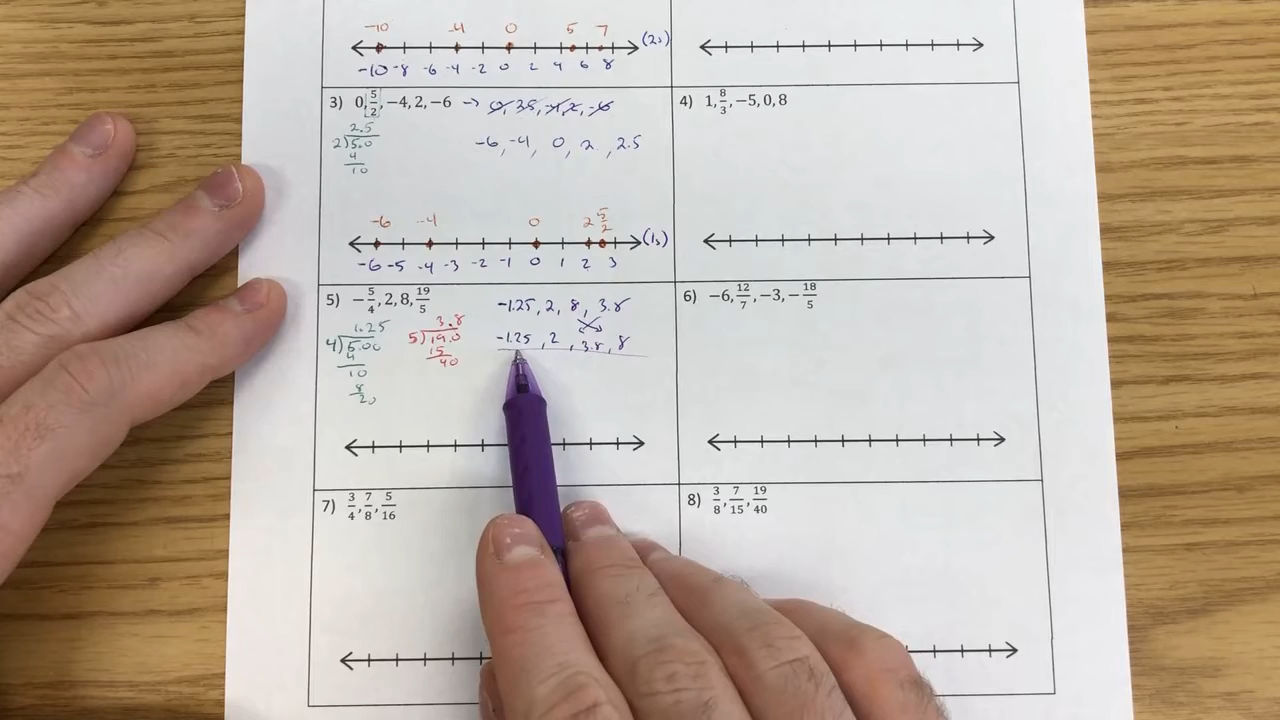 -10 -4 0 5 7
-10 -8 -6 -4 -2 0 2 4 6 8 (2s)
3) 0, 5/2, -4, 2, -6 → 0, 2.5, -4, 2, -6
2.5
2)5.0
4
10
-6, -4, 0, 2, 2.5
-6 -4 0 2 5/2
-6 -5 -4 -3 -2 -1 0 1 2 3 (1s)
4) 1, 8/3, -5, 0, 8
5) -5/4, 2, 8, 19/5
1.25
4)5.00
4
10
8
20
3.8
5)19.0
15
40
-1.25, 2, 8, 3.8
-1.25, 2, 3.8, 8
6) -6, 12/7, -3, -18/5
7) 3/4, 7/8, 5/16
8) 3/8, 7/15, 19/40